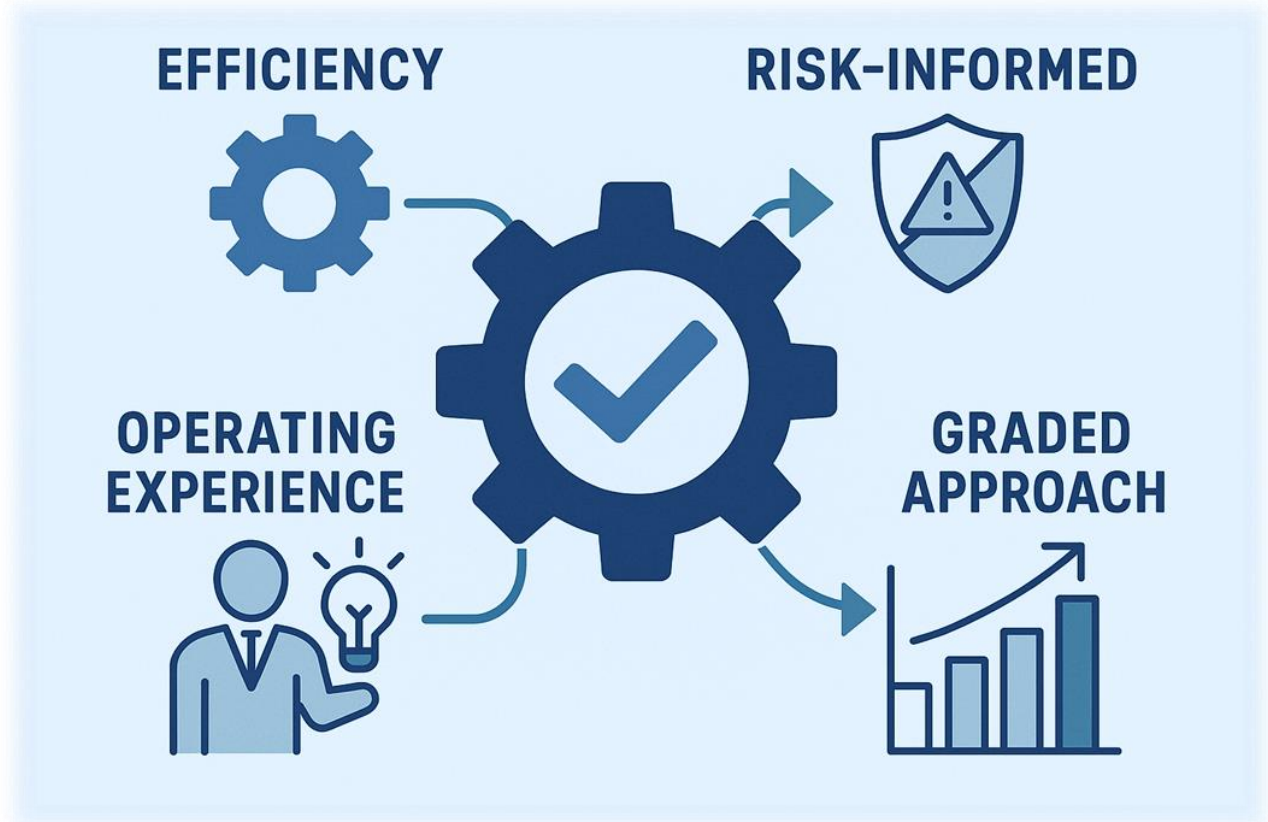 EFFICIENCY
RISK-INFORMED
OPERATING
EXPERIENCE
GRADED
APPROACH